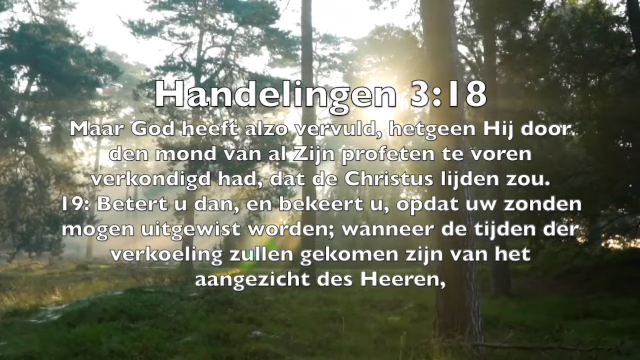 Handelingen 3:18
Maar God heeft alzo vervuld, hetgeen Hij door
den mond van al Zijn profeten te voren
verkondigd had, dat de Christus lijden zou.
19: Betert u dan, en bekeert u, opdat uw zonden
mogen uitgewist worden; wanneer de tijden der
verkoeling zullen gekomen zijn van het
aangezicht des Heeren,